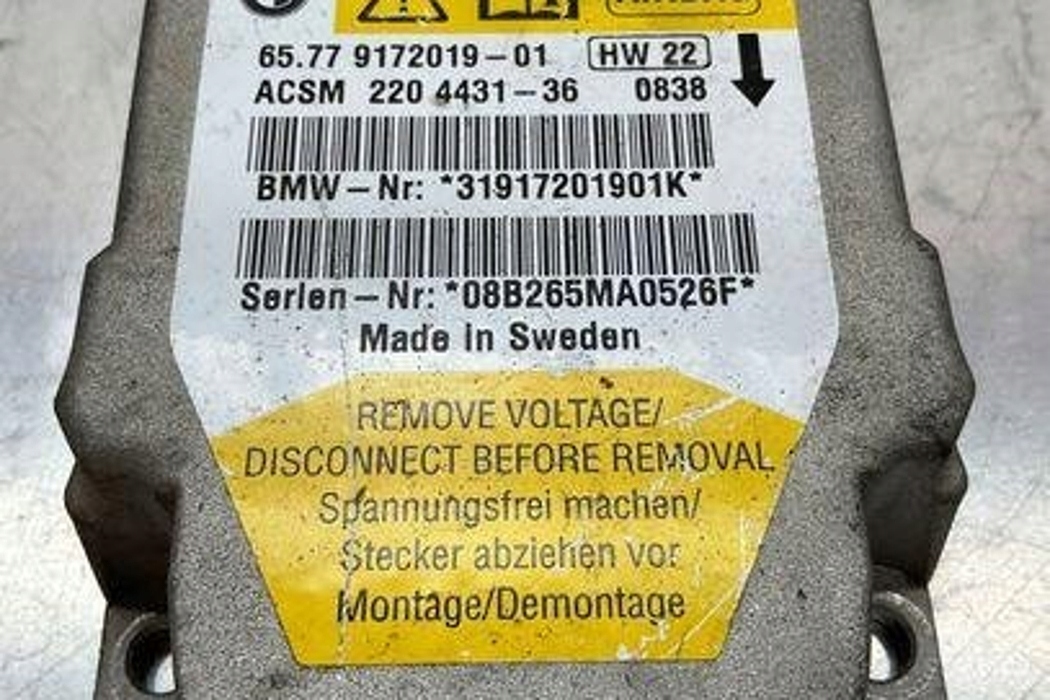 AIRBAG
65.77 9172019-01 HW 22
ACSM 220 4431-36 0838
BMW-Nr: *31917201901K*
Serien-Nr: *08B265MA0526F*
Made in Sweden
REMOVE VOLTAGE/
DISCONNECT BEFORE REMOVAL
Spannungsfrei machen/
Stecker abziehen vor
Montage/Demontage